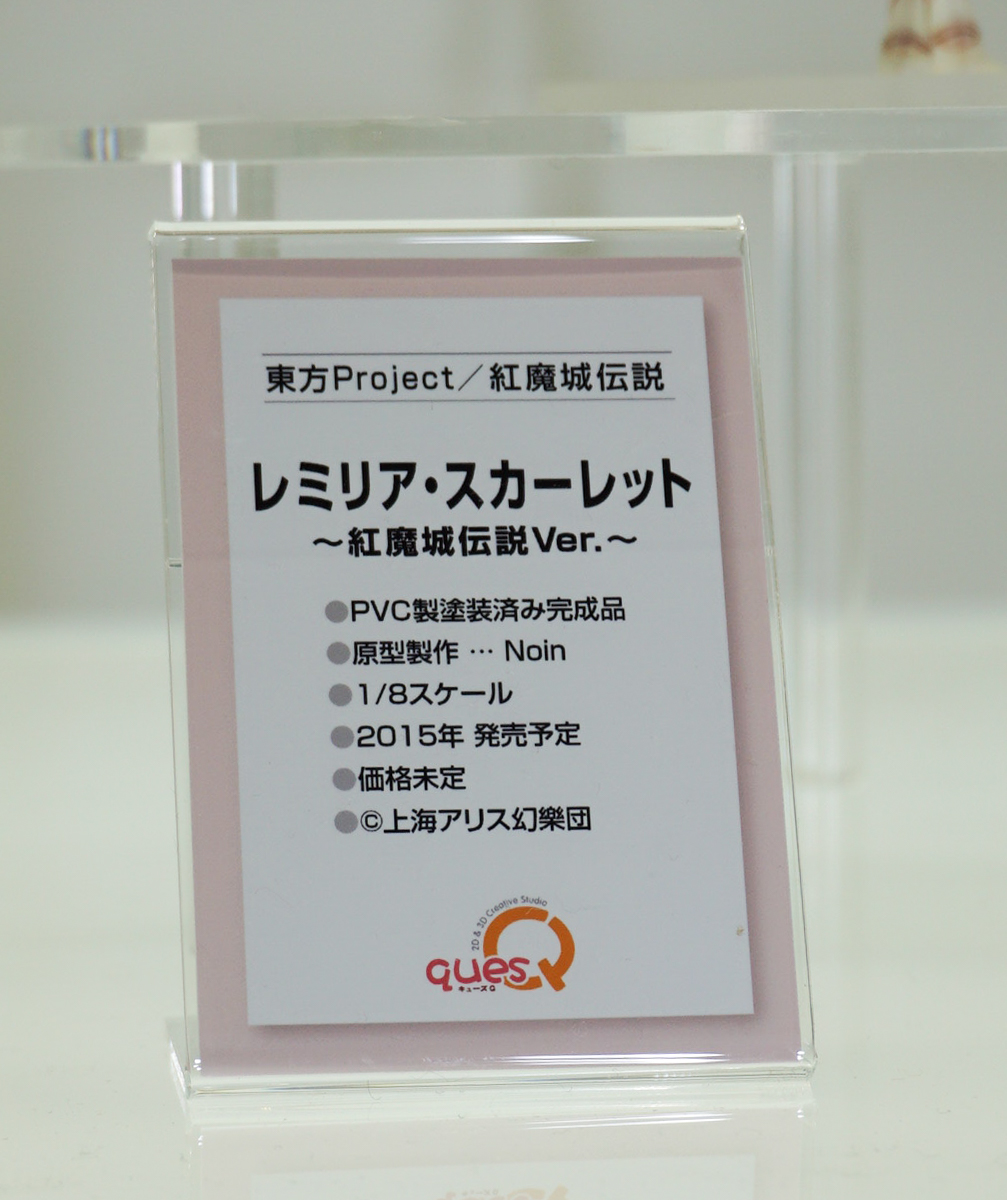 東方Project／紅魔城伝説
レミリア・スカーレット
～紅魔城伝説Ver.～
●PVC製塗装済み完成品
●原型製作 … Noin
●1/8スケール
●2015年 発売予定
●価格未定
●©上海アリス幻樂団
2D & 3D Creative Studio
quesQ
キューズQ